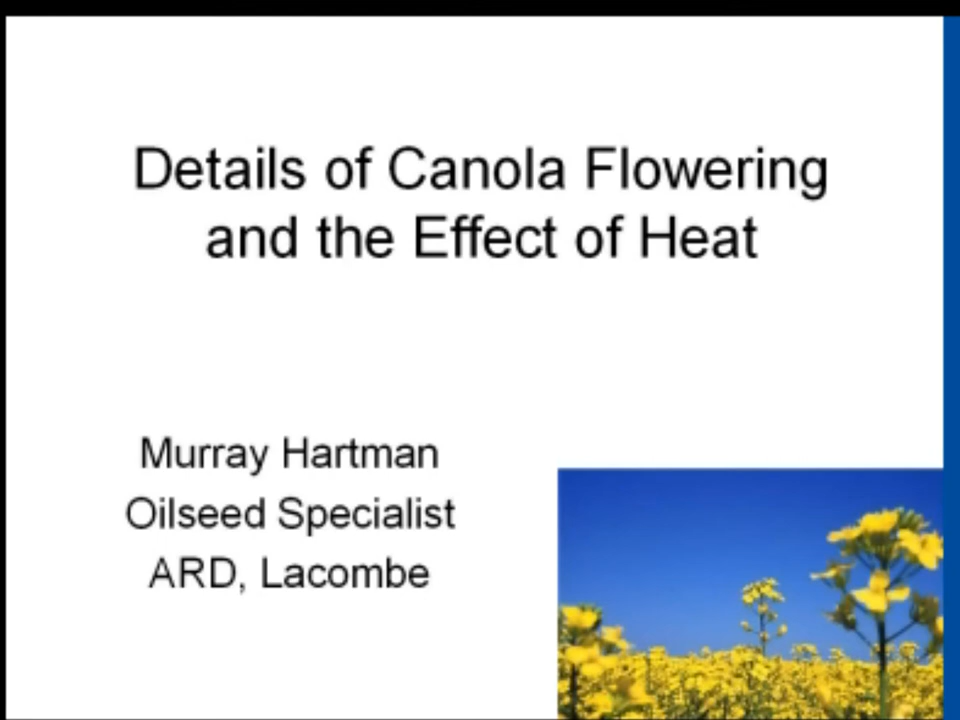 Details of Canola Flowering
and the Effect of Heat
Murray Hartman
Oilseed Specialist
ARD, Lacombe